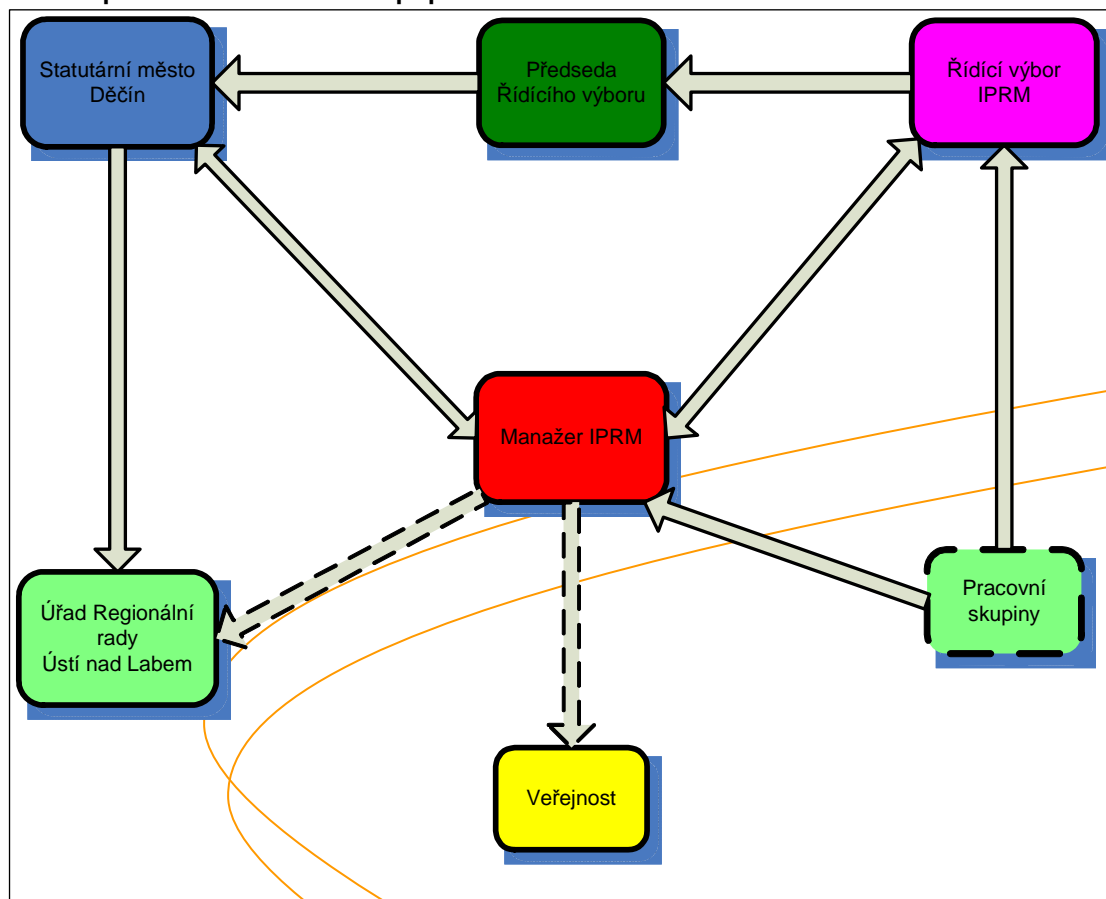 Statutární město
Děčín
Předseda
Řídícího výboru
Řídící výbor
IPRM
Manažer IPRM
Úřad Regionální
rady
Ústí nad Labem
Pracovní
skupiny
Veřejnost